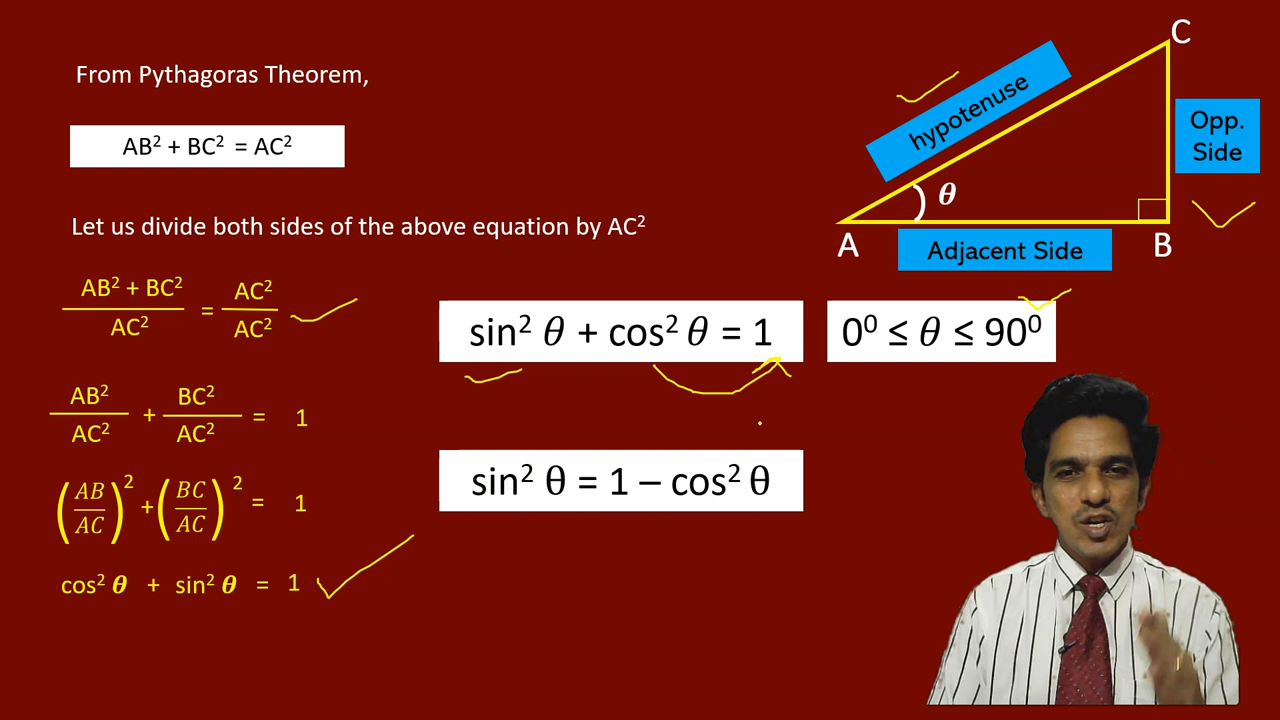 From Pythagoras Theorem,
AB² + BC² = AC²
Let us divide both sides of the above equation by AC²
AB² + BC² / AC² = AC² / AC²
AB² / AC² + BC² / AC² = 1
(AB/AC)² + (BC/AC)² = 1
cos² θ + sin² θ = 1
sin² θ + cos² θ = 1
0⁰ ≤ θ ≤ 90⁰
sin² θ = 1 – cos² θ
C
hypotenuse
Opp.
Side
θ
A
B
Adjacent Side